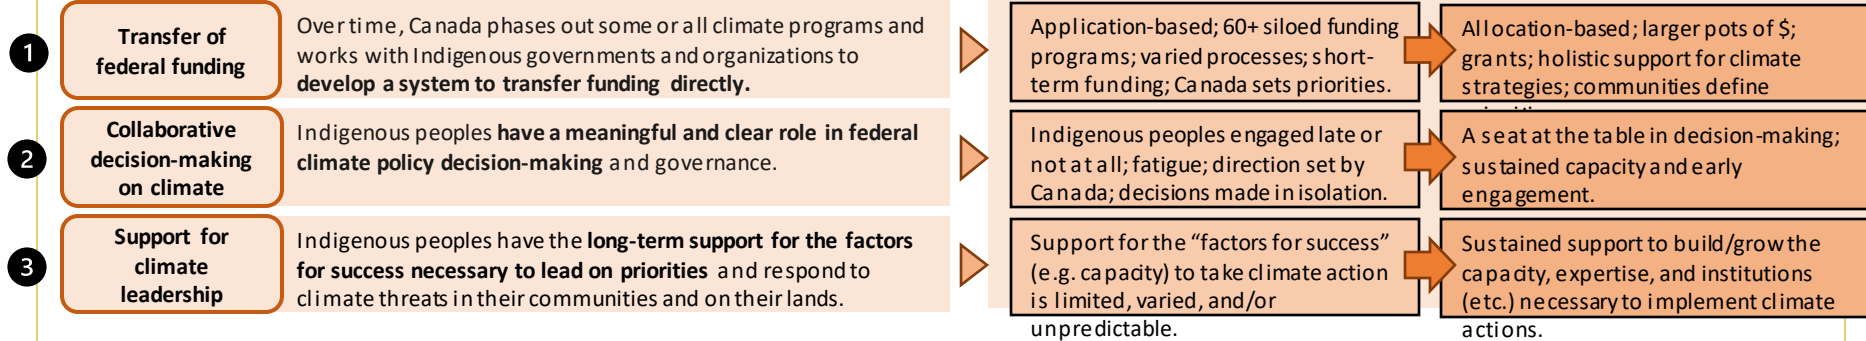 1
Transfer of
federal funding
Over time, Canada phases out some or all climate programs and
works with Indigenous governments and organizations to
develop a system to transfer funding directly.
Application-based; 60+ siloed funding
programs; varied processes; short-
term funding; Canada sets priorities.
Allocation-based; larger pots of $;
grants; holistic support for climate
strategies; communities define
2
Collaborative
decision-making
on climate
Indigenous peoples have a meaningful and clear role in federal
climate policy decision-making and governance.
Indigenous peoples engaged late or
not at all; fatigue; direction set by
Canada; decisions made in isolation.
A seat at the table in decision-making;
sustained capacity and early
engagement.
3
Support for
climate
leadership
Indigenous peoples have the long-term support for the factors
for success necessary to lead on priorities and respond to
climate threats in their communities and on their lands.
Support for the “factors for success”
(e.g. capacity) to take climate action
is limited, varied, and/or
unpredictable.
Sustained support to build/grow the
capacity, expertise, and institutions
(etc.) necessary to implement climate
actions.